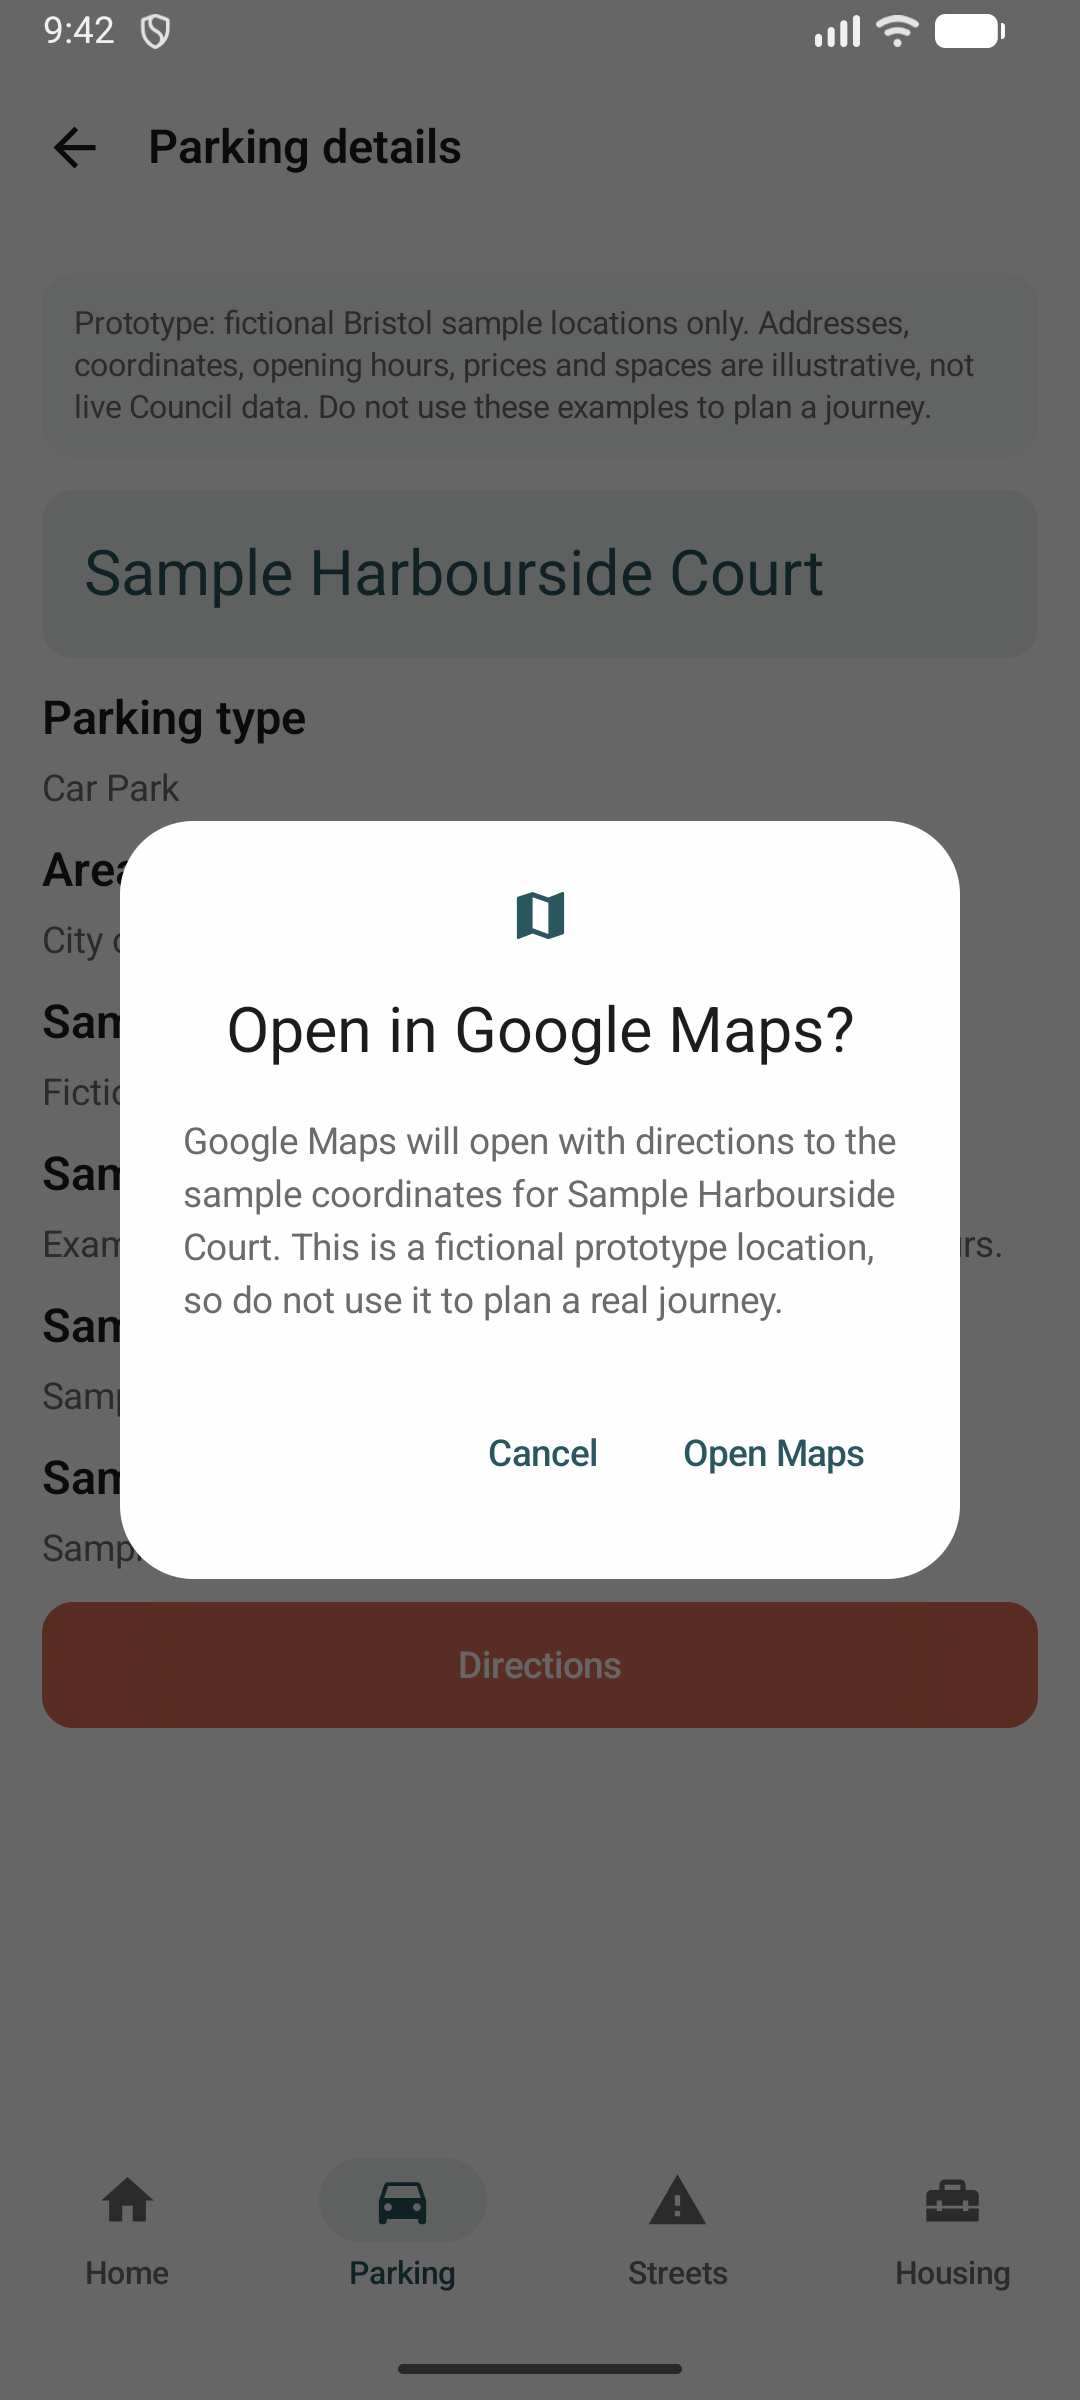 9:42
Parking details
Prototype: fictional Bristol sample locations only. Addresses,
coordinates, opening hours, prices and spaces are illustrative, not
live Council data. Do not use these examples to plan a journey.
Sample Harbourside Court
Parking type
Car Park
Open in Google Maps?
Google Maps will open with directions to the
sample coordinates for Sample Harbourside
Court. This is a fictional prototype location,
so do not use it to plan a real journey.
Cancel Open Maps
Directions
Home Parking Streets Housing